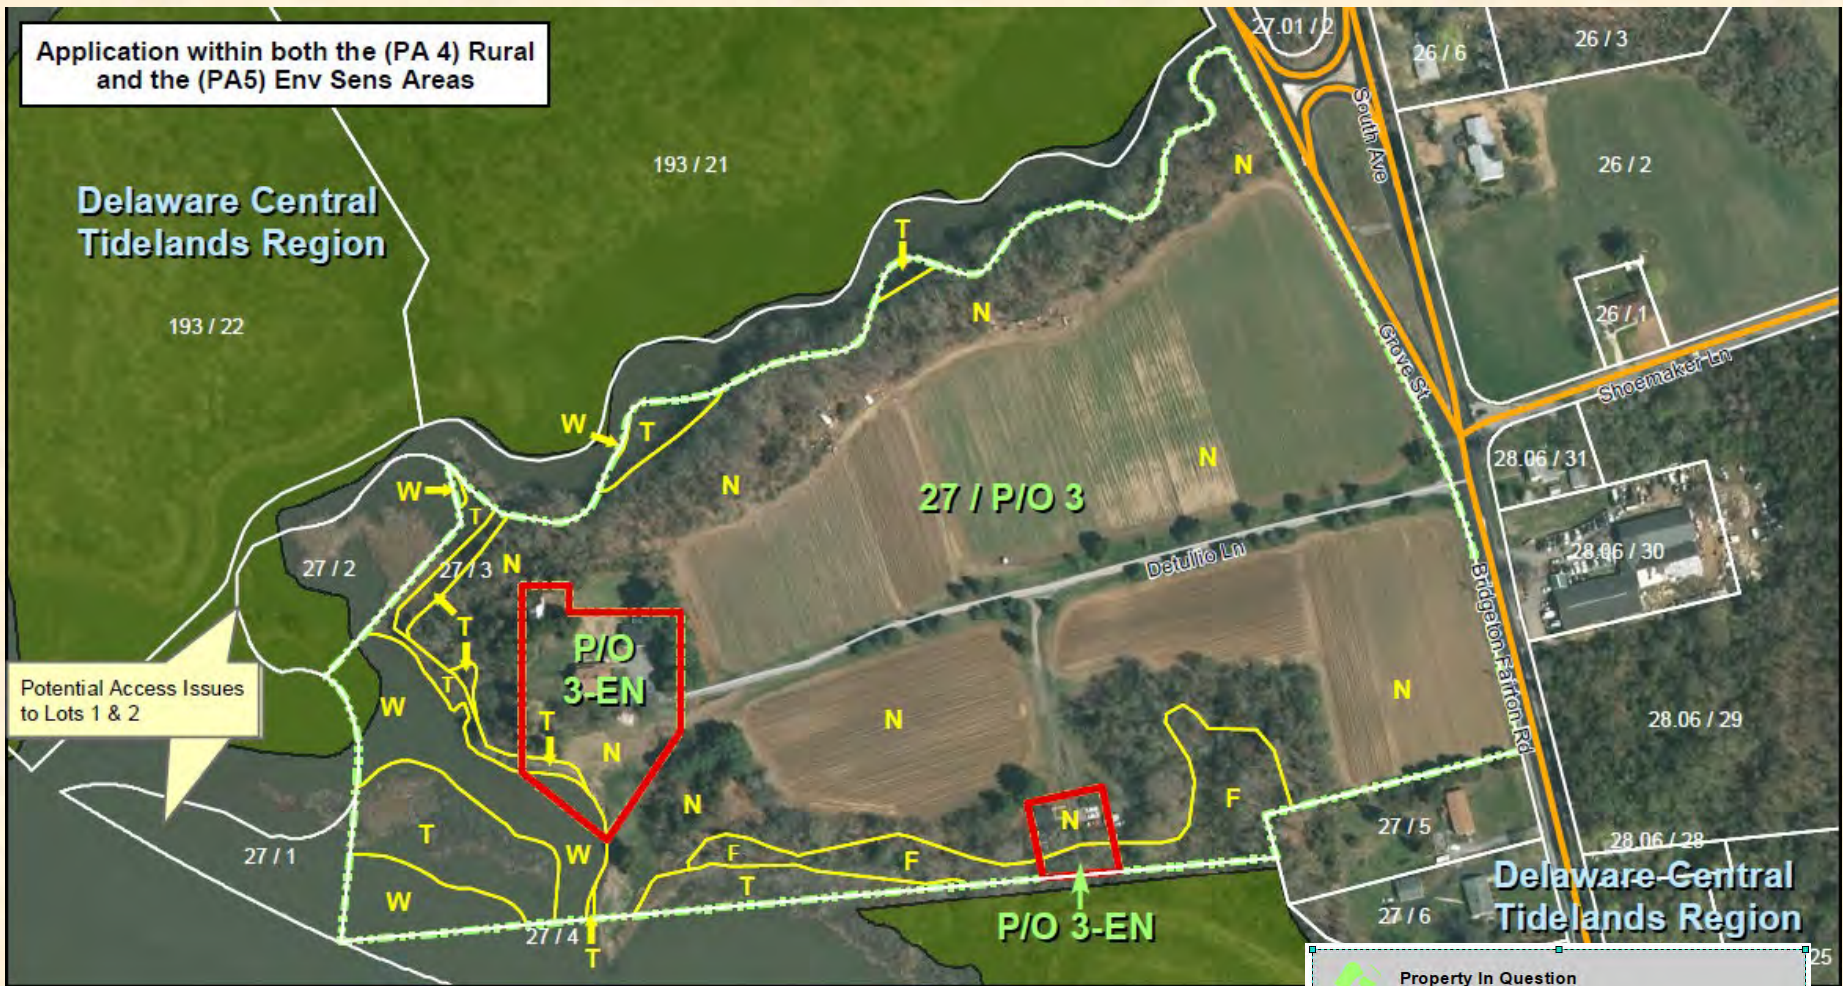 Application within both the (PA 4) Rural
and the (PA5) Env Sens Areas
27.01 / 2
26 / 6
26 / 3
South Ave
193 / 21
N
26 / 2
Delaware Central
Tidelands Region
T
193 / 22
N
26 / 1
Grove St
Shoemaker Ln
W
T
N
N
28.06 / 31
W
T
27 / P/O 3
27 / 2
27 / 3
N
Detullio Ln
28.06 / 30
T
P/O
3-EN
Bridgeton Fairton Rd
Potential Access Issues
to Lots 1 & 2
T
W
T
N
N
N
28.06 / 29
N
F
T
N
27 / 5
28.06 / 28
27 / 1
W
F
F
T
W
Delaware Central
Tidelands Region
27 / 6
P/O 3-EN
27 / 4
T
25
Property In Question